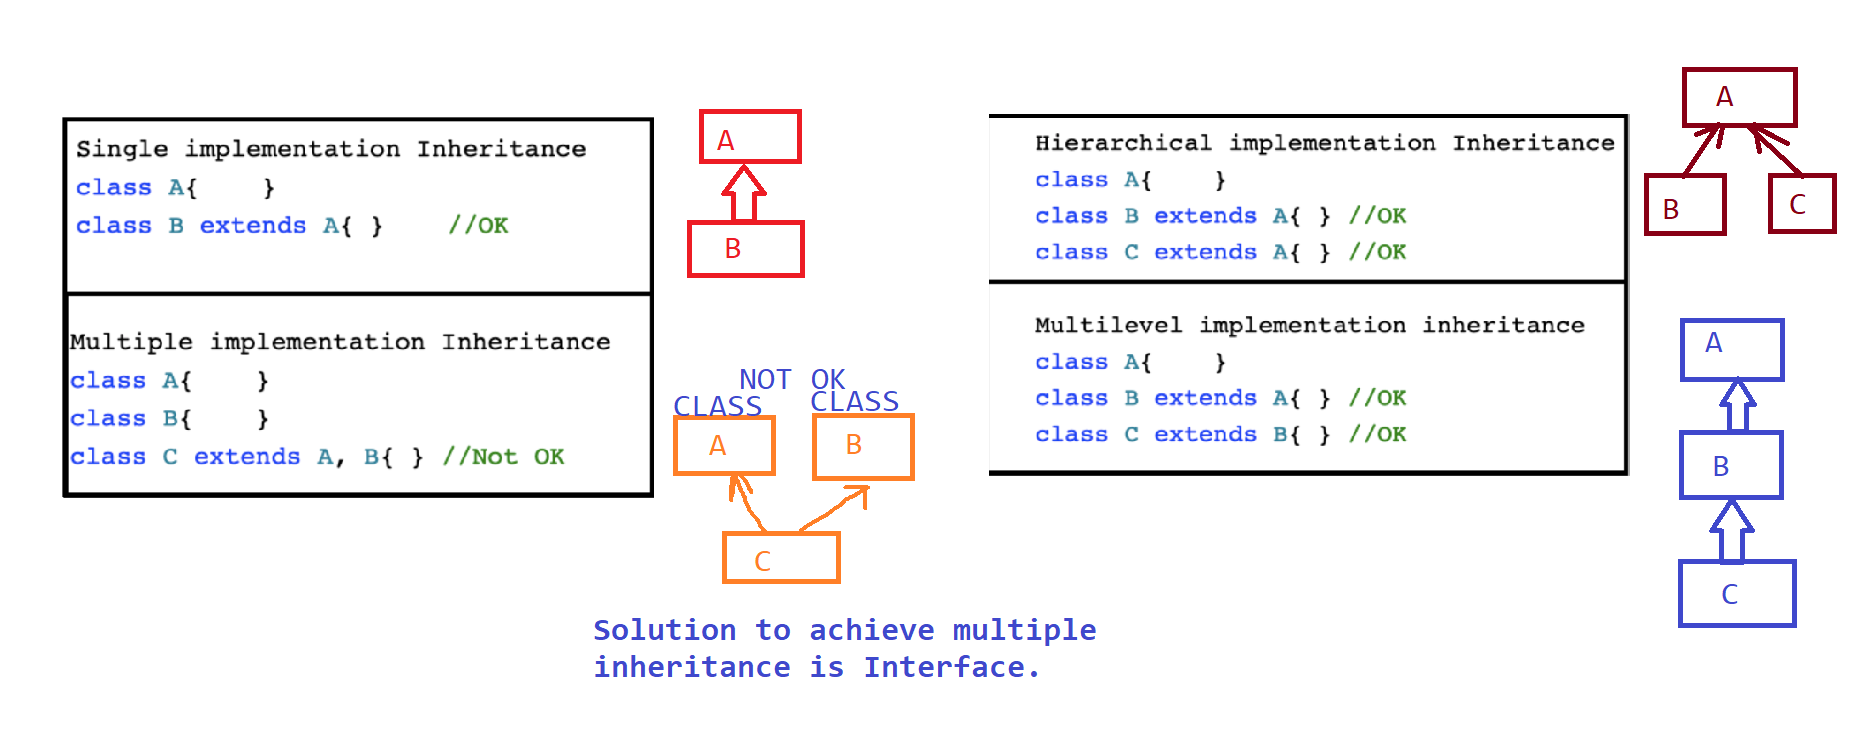 Single implementation Inheritance
class A{    }
class B extends A{ }    //OK
A
B
Multiple implementation Inheritance
class A{    }
class B{    }
class C extends A, B{ } //Not OK
NOT OK
CLASS CLASS
A B
C
Solution to achieve multiple
inheritance is Interface.
Hierarchical implementation Inheritance
class A{    }
class B extends A{ } //OK
class C extends A{ } //OK
A
B C
Multilevel implementation inheritance
class A{    }
class B extends A{ } //OK
class C extends B{ } //OK
A
B
C